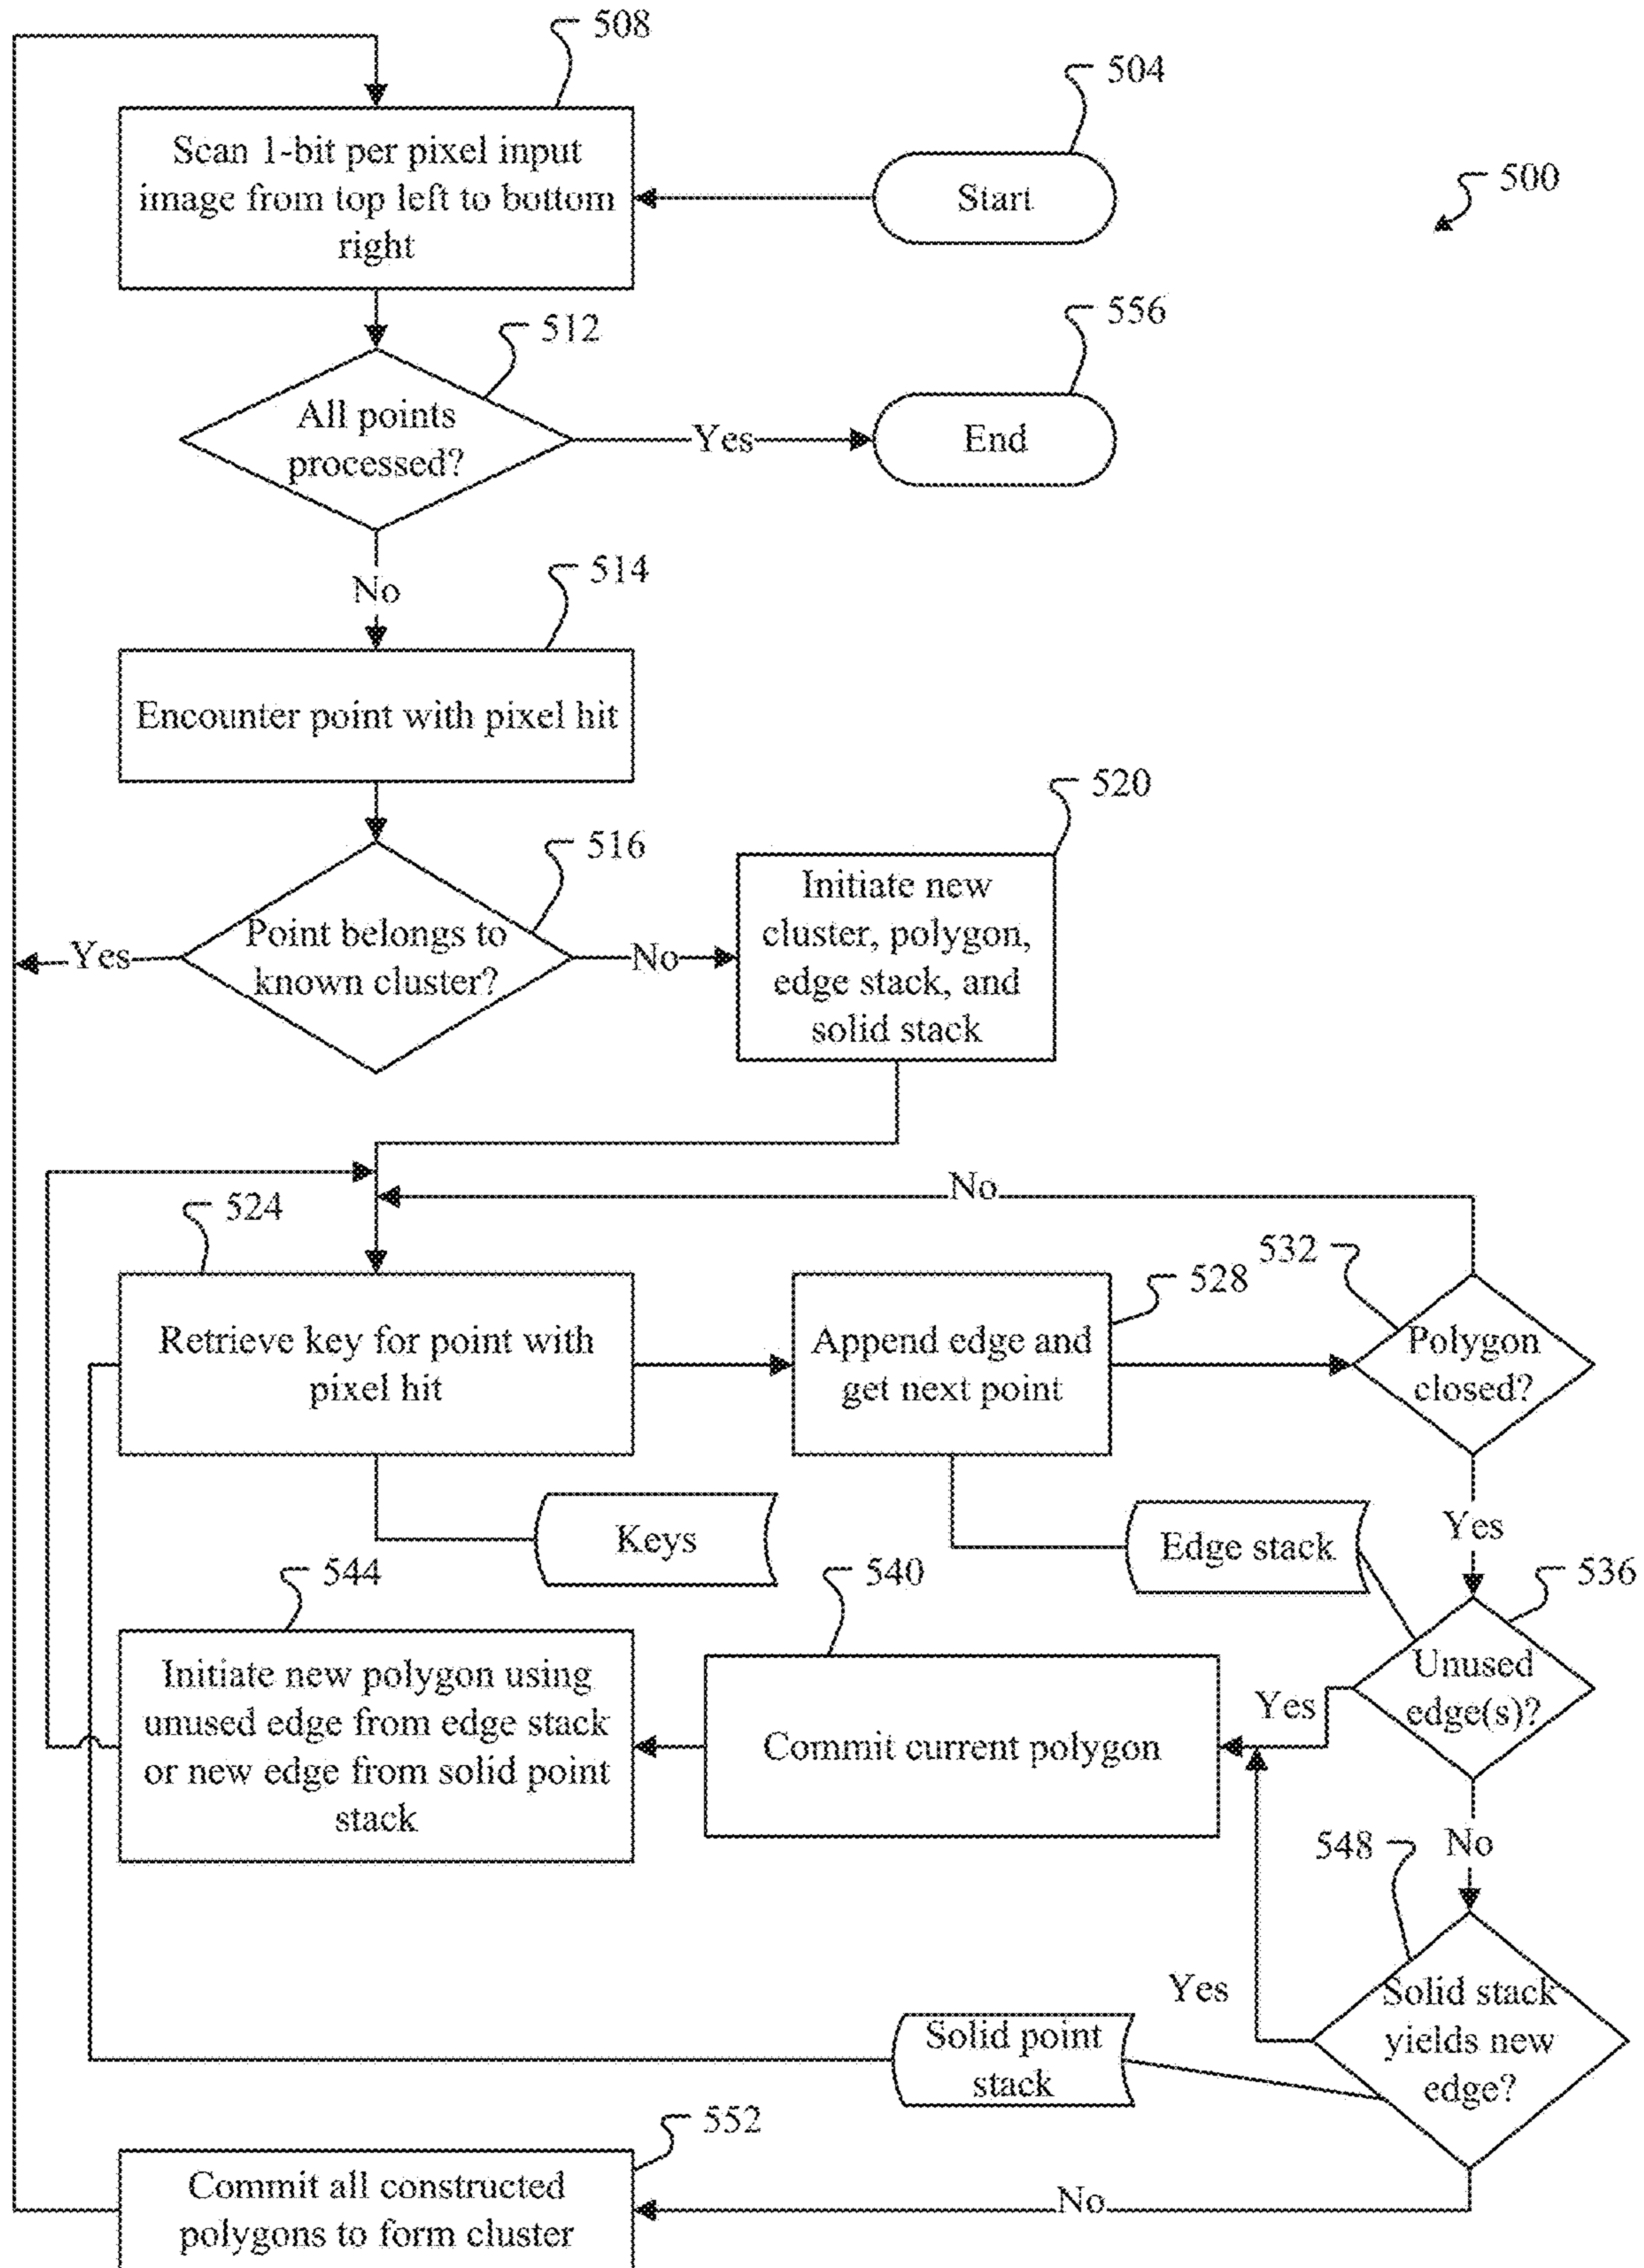 508
504
Scan 1-bit per pixel input
image from top left to bottom
right
Start
500
512
556
All points
processed?
Yes
End
No
514
Encounter point with pixel hit
520
516
Initiate new
cluster, polygon,
edge stack, and
solid stack
Point belongs to
known cluster?
Yes
No
No
524
532
528
Retrieve key for point with
pixel hit
Append edge and
get next point
Polygon
closed?
Keys
Edge stack
Yes
544
540
536
Initiate new polygon using
unused edge from edge stack
or new edge from solid point
stack
Commit current polygon
Yes
Unused
edge(s)?
548
No
Yes
Solid stack
yields new
edge?
Solid point
stack
552
Commit all constructed
polygons to form cluster
No